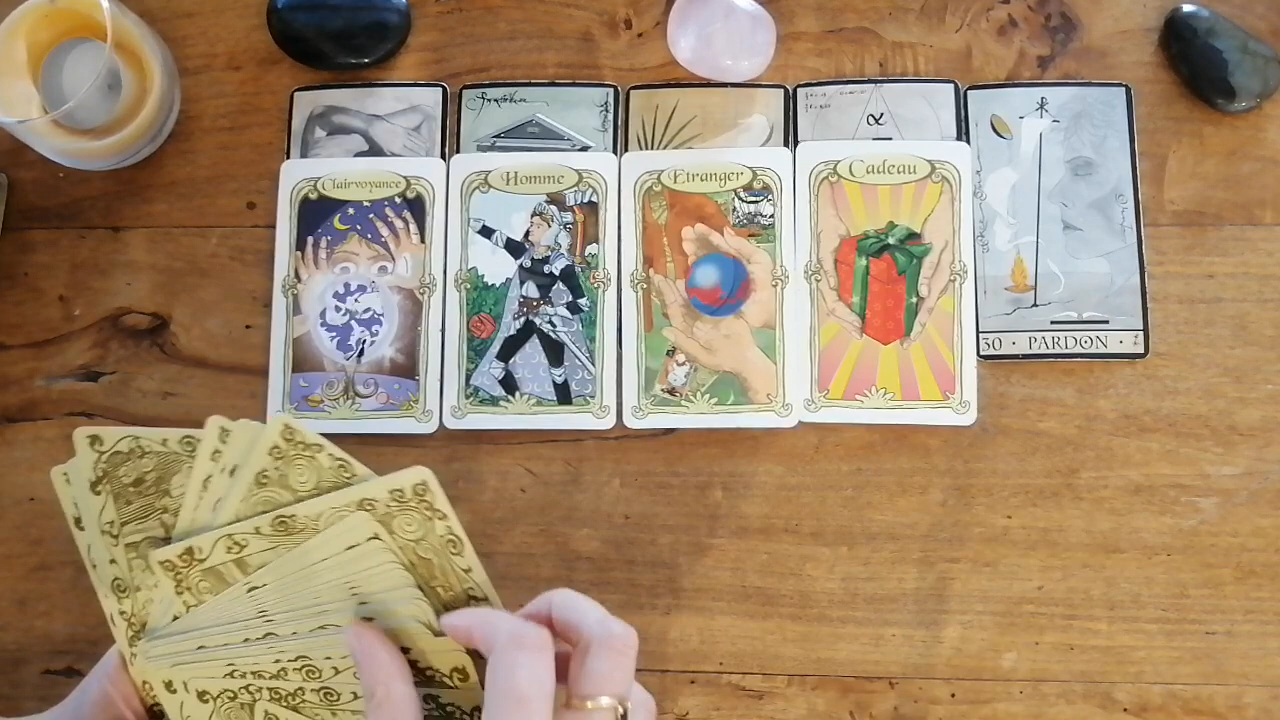 α
Clairvoyance
Homme
Etranger
Cadeau
30 · PARDON ·